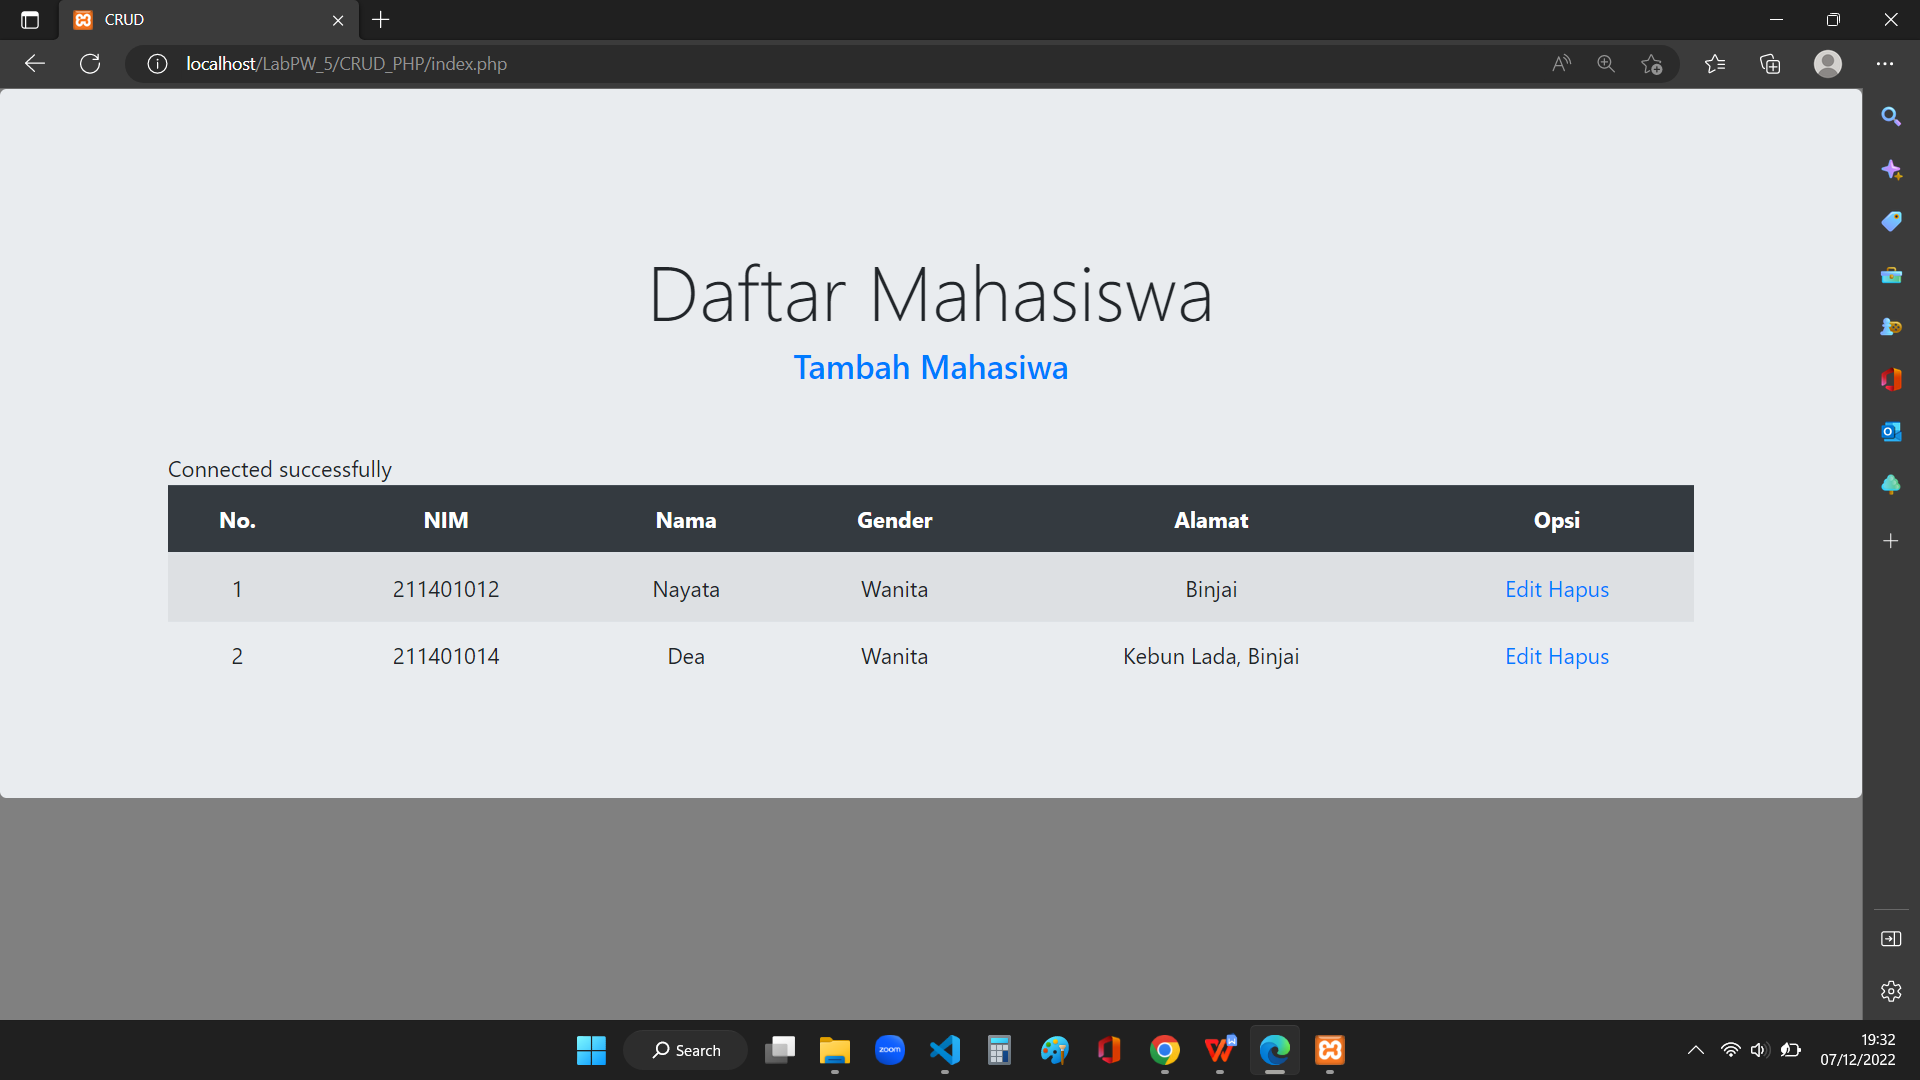 CRUD
localhost/LabPW_5/CRUD_PHP/index.php
Daftar Mahasiswa
Tambah Mahasiwa
Connected successfully
No. NIM Nama Gender Alamat Opsi
1 211401012 Nayata Wanita Binjai Edit Hapus
2 211401014 Dea Wanita Kebun Lada, Binjai Edit Hapus
Search
zoom
19:32
07/12/2022